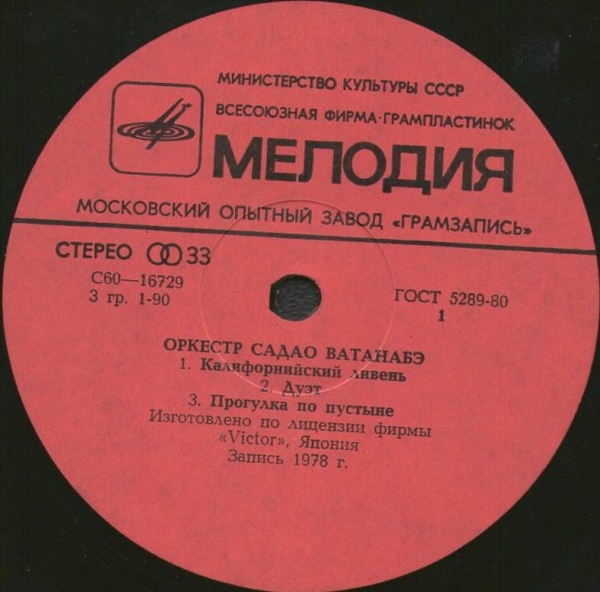 МИНИСТЕРСТВО КУЛЬТУРЫ СССР
ВСЕСОЮЗНАЯ ФИРМА·ГРАМПЛАСТИНОК
МЕЛОДИЯ
МОСКОВСКИЙ ОПЫТНЫЙ ЗАВОД «ГРАМЗАПИСЬ»
СТЕРЕО 33
С60—16729
3 гр. 1-90
ГОСТ 5289-80
1
ОРКЕСТР САДАО ВАТАНАБЭ
1. Калифорнийский ливень
2. Дуэт
3. Прогулка по пустыне
Изготовлено по лицензии фирмы
«Victor», Япония
Запись 1978 г.